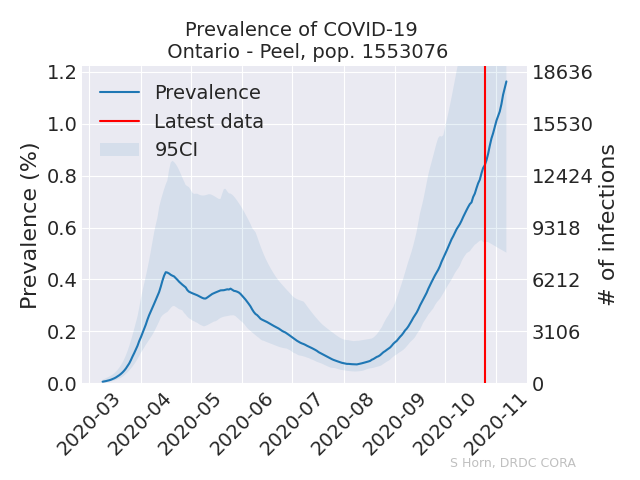 Prevalence of COVID-19
Ontario - Peel, pop. 1553076
Prevalence
Latest data
95CI
Prevalence (%)
1.2
1.0
0.8
0.6
0.4
0.2
0.0
18636
15530
12424
9318
6212
3106
0
# of infections
2020-03
2020-04
2020-05
2020-06
2020-07
2020-08
2020-09
2020-10
2020-11
S Horn, DRDC CORA